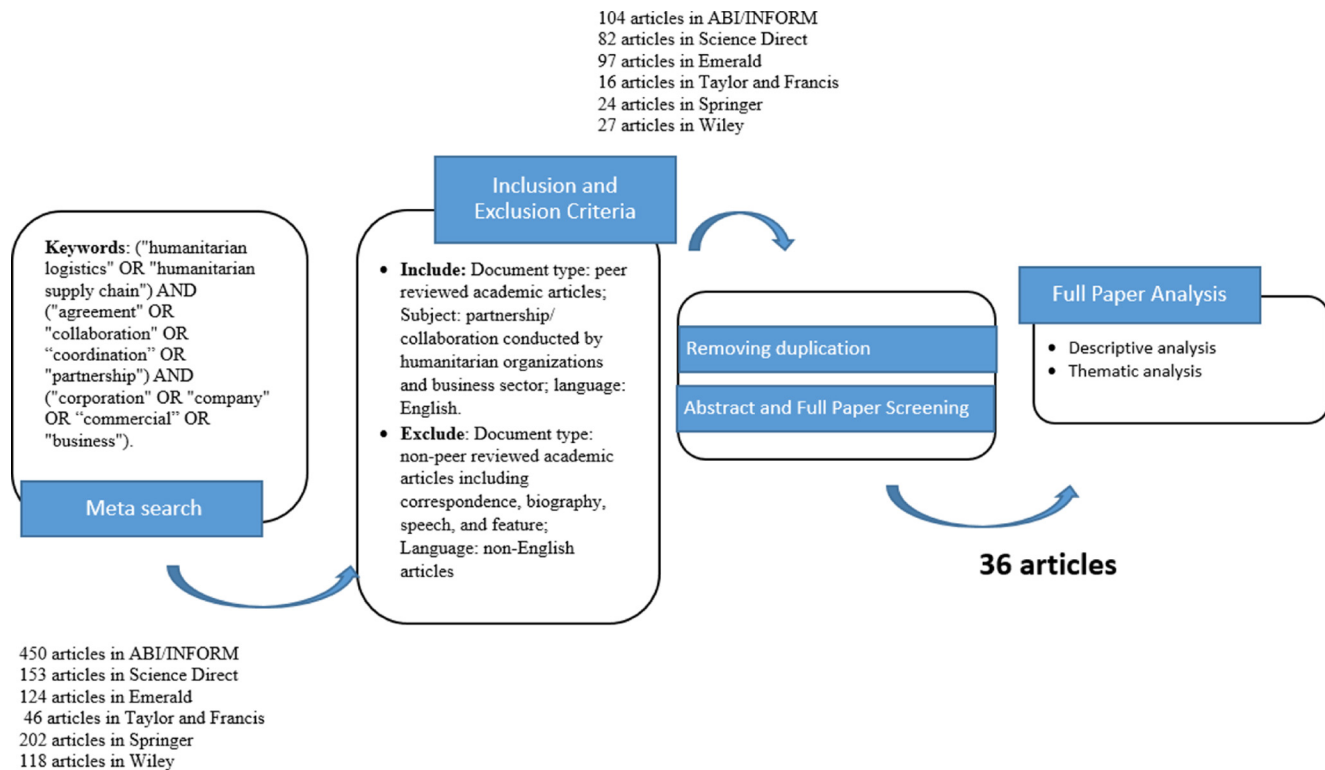 104 articles in ABI/INFORM
82 articles in Science Direct
97 articles in Emerald
16 articles in Taylor and Francis
24 articles in Springer
27 articles in Wiley
Keywords: ("humanitarian
logistics" OR "humanitarian
supply chain") AND
("agreement" OR
"collaboration" OR
“coordination” OR
"partnership") AND
("corporation" OR "company"
OR “commercial” OR
"business").
Meta search
450 articles in ABI/INFORM
153 articles in Science Direct
124 articles in Emerald
46 articles in Taylor and Francis
202 articles in Springer
118 articles in Wiley
Inclusion and
Exclusion Criteria
• Include: Document type: peer
reviewed academic articles;
Subject: partnership/
collaboration conducted by
humanitarian organizations
and business sector; language:
English.
• Exclude: Document type:
non-peer reviewed academic
articles including
correspondence, biography,
speech, and feature;
Language: non-English
articles
Removing duplication
Abstract and Full Paper Screening
36 articles
Full Paper Analysis
• Descriptive analysis
• Thematic analysis